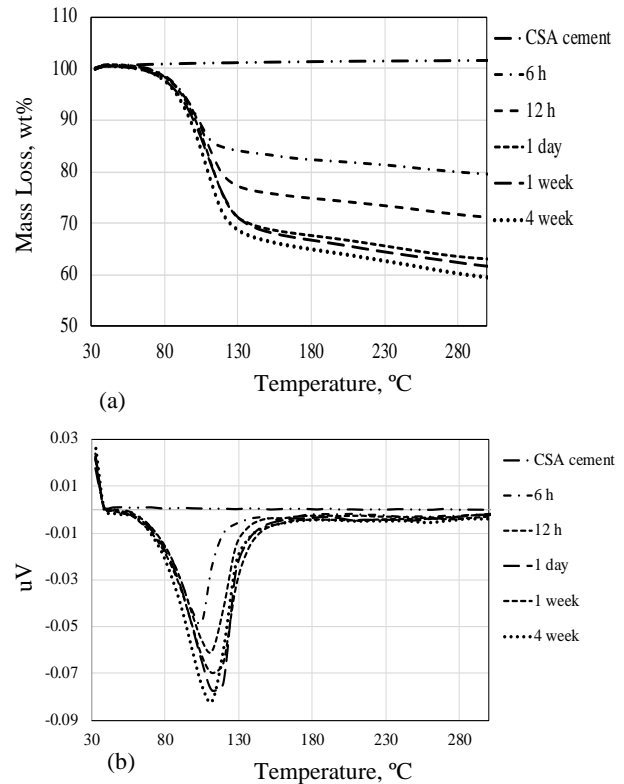 110
100
90
80
70
60
50
Mass Loss, wt%
30 80 130 180 230 280
Temperature, ºC
(a)
CSA cement
6 h
12 h
1 day
1 week
4 week
0.03
0.01
-0.01
-0.03
-0.05
-0.07
-0.09
uV
30 80 130 180 230 280
Temperature, ºC
(b)
CSA cement
6 h
12 h
1 day
1 week
4 week